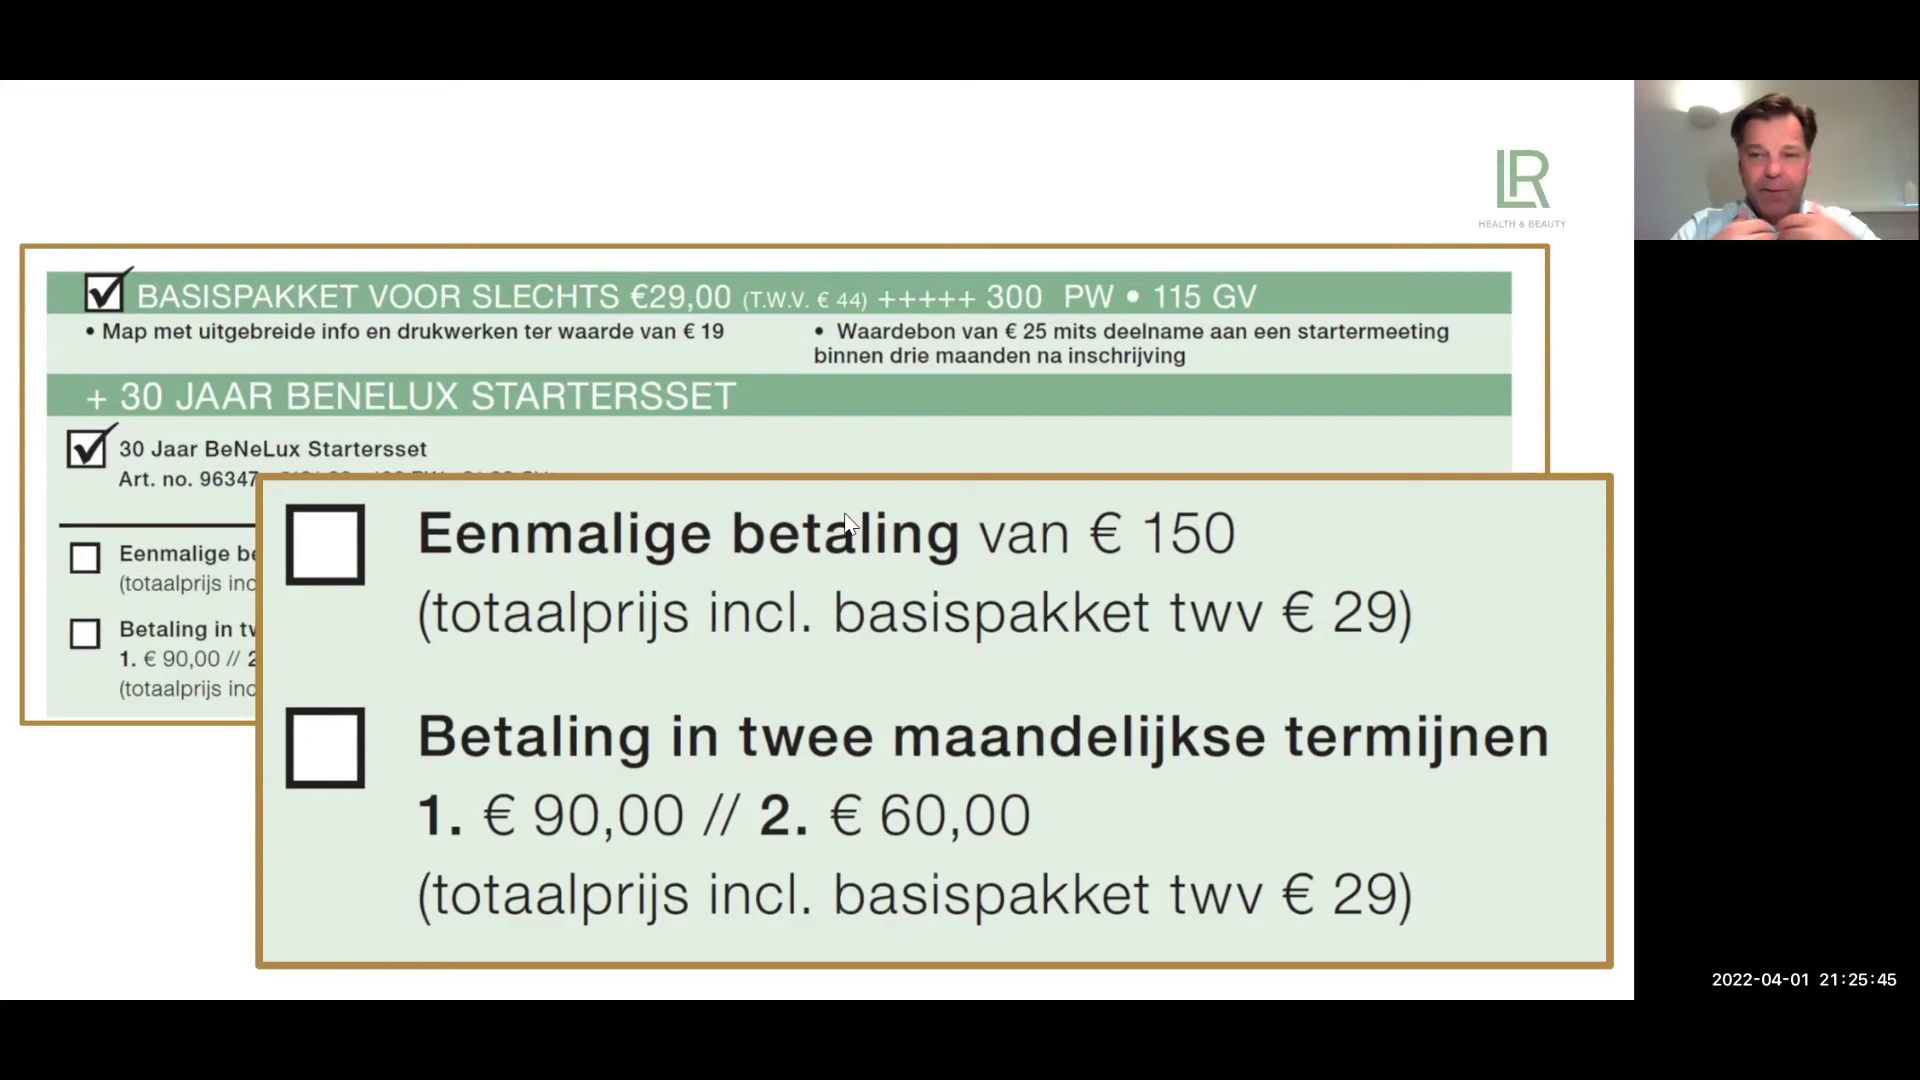 LR
HEALTH & BEAUTY
BASISPAKKET VOOR SLECHTS €29,00 (T.W.V. € 44) +++++ 300 PW • 115 GV
• Map met uitgebreide info en drukwerken ter waarde van € 19
• Waardebon van € 25 mits deelname aan een startermeeting
binnen drie maanden na inschrijving
+ 30 JAAR BENELUX STARTERSSET
30 Jaar BeNeLux Startersset
Art. no. 96347
Eenmalige be
(totaalprijs inc
Betaling in tw
1. € 90,00 // 2
(totaalprijs inc
Eenmalige betaling van € 150
(totaalprijs incl. basispakket twv € 29)
Betaling in twee maandelijkse termijnen
1. € 90,00 // 2. € 60,00
(totaalprijs incl. basispakket twv € 29)
2022-04-01 21:25:45